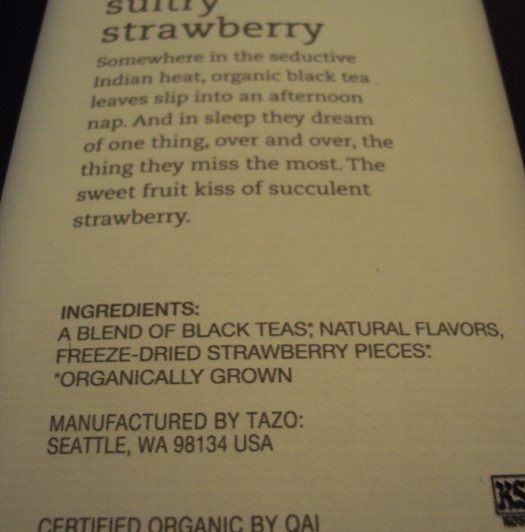 sultry
strawberry
Somewhere in the seductive
Indian heat, organic black tea
leaves slip into an afternoon
nap. And in sleep they dream
of one thing, over and over, the
thing they miss the most. The
sweet fruit kiss of succulent
strawberry.
INGREDIENTS:
A BLEND OF BLACK TEAS*, NATURAL FLAVORS,
FREEZE-DRIED STRAWBERRY PIECES*.
*ORGANICALLY GROWN
MANUFACTURED BY TAZO:
SEATTLE, WA 98134 USA
KS
CERTIFIED ORGANIC BY QAI